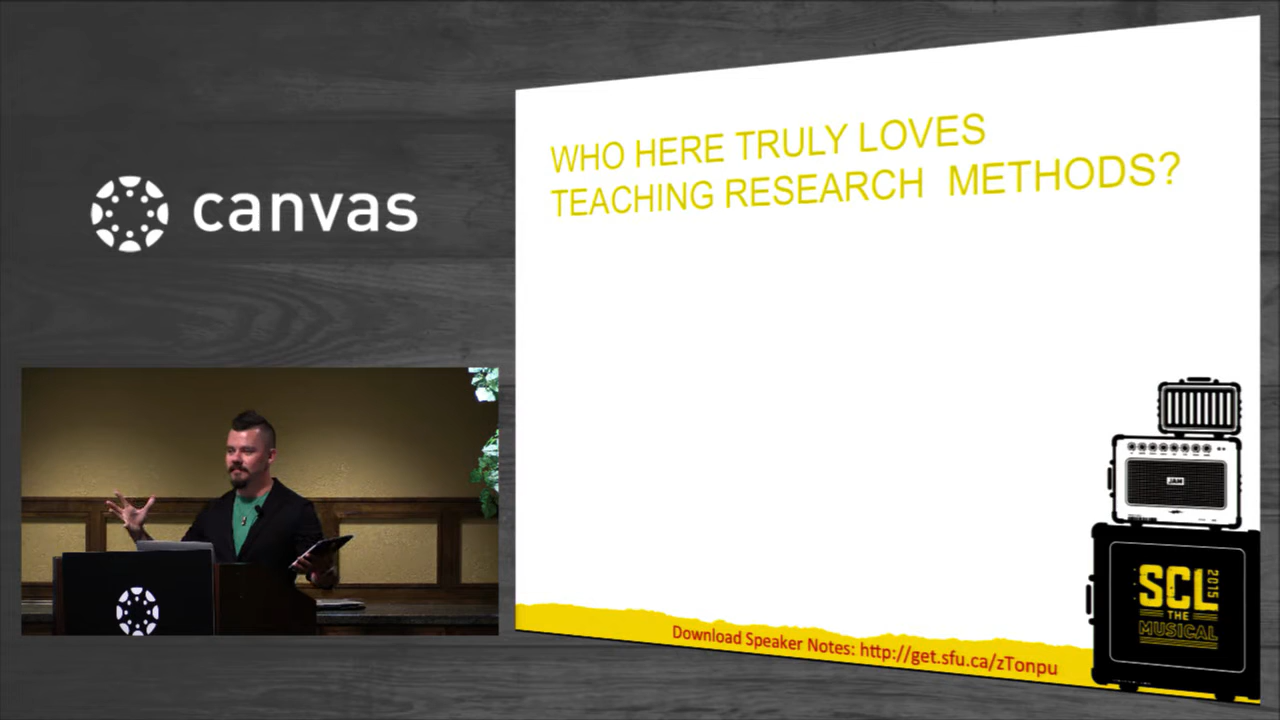 canvas
WHO HERE TRULY LOVES
TEACHING RESEARCH METHODS?
JAM
SCL
2015
THE
MUSICAL
Download Speaker Notes: http://get.sfu.ca/zTonpu